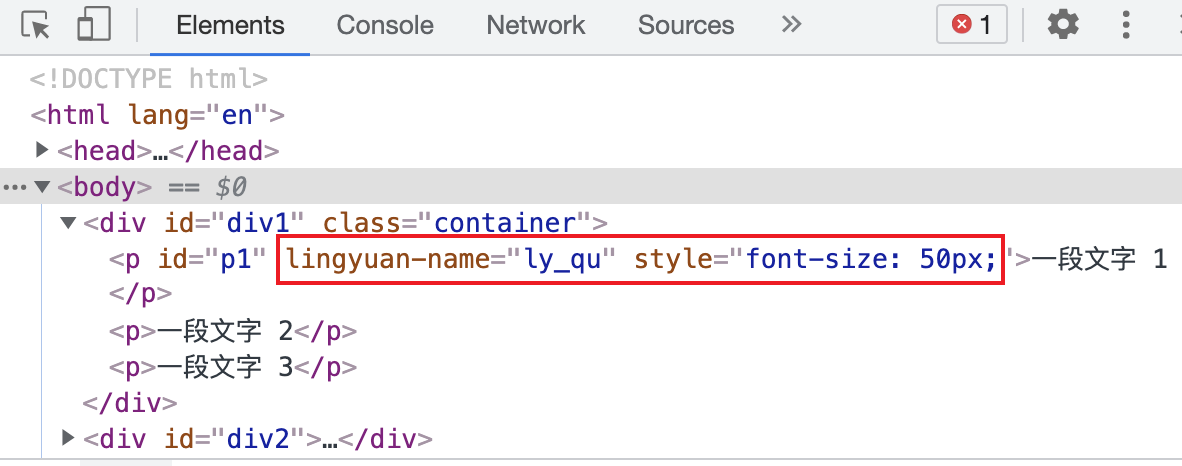 Elements Console Network Sources » 1
<!DOCTYPE html>
<html lang="en">
<head>…</head>
<body> == $0
<div id="div1" class="container">
<p id="p1" lingyuan-name="ly_qu" style="font-size: 50px;">一段文字 1
</p>
<p>一段文字 2</p>
<p>一段文字 3</p>
</div>
<div id="div2">…</div>